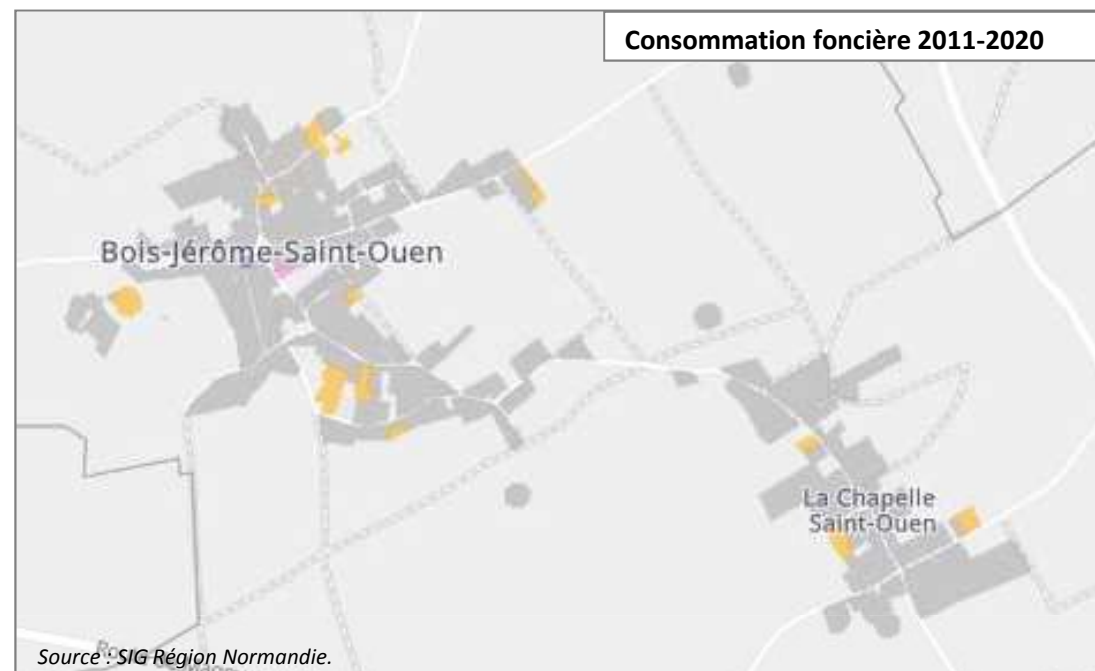 Consommation foncière 2011-2020
Bois-Jérôme-Saint-Ouen
La Chapelle
Saint-Ouen
Source : SIG Région Normandie.